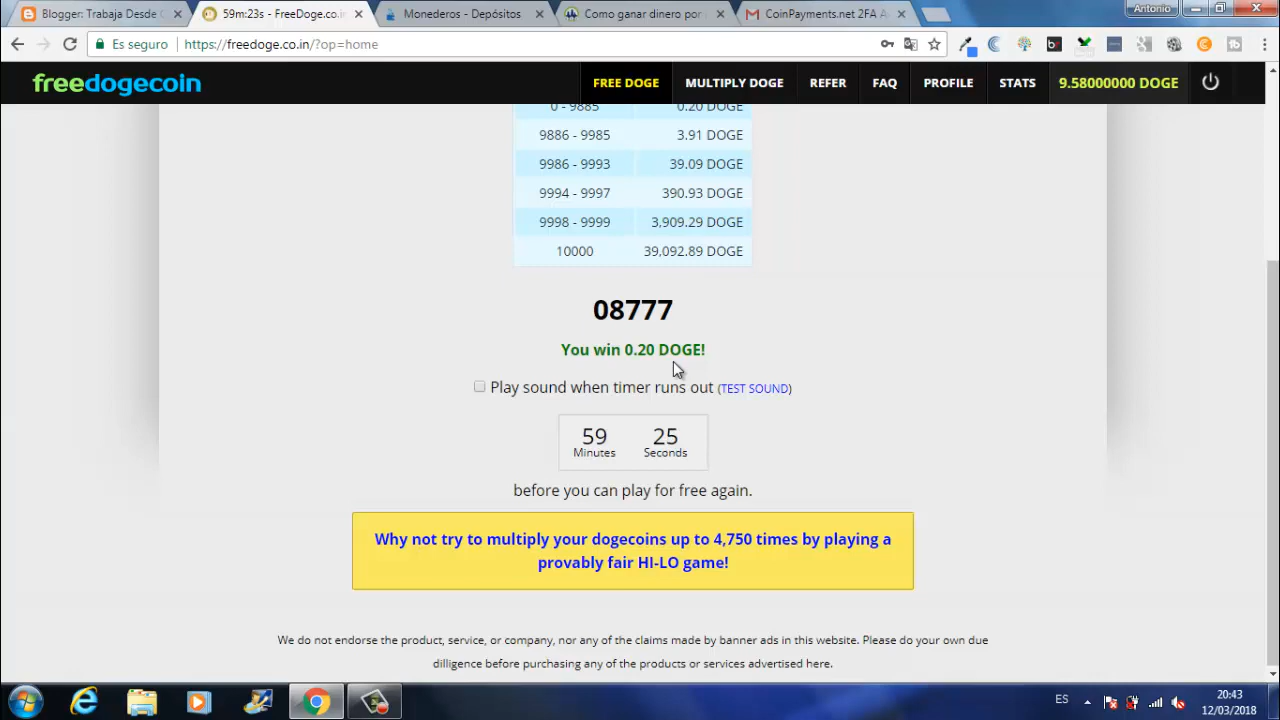 Blogger: Trabaja Desde C
59m:23s - FreeDoge.co.in
Monederos - Depósitos
Como ganar dinero por
CoinPayments.net 2FA A
Antonio
Es seguro
https://freedoge.co.in/?op=home
freedogecoin
FREE DOGE
MULTIPLY DOGE
REFER
FAQ
PROFILE
STATS
9.58000000 DOGE
0 - 9885 0.20 DOGE
9886 - 9985 3.91 DOGE
9986 - 9993 39.09 DOGE
9994 - 9997 390.93 DOGE
9998 - 9999 3,909.29 DOGE
10000 39,092.89 DOGE
08777
You win 0.20 DOGE!
Play sound when timer runs out (TEST SOUND)
59 25
Minutes Seconds
before you can play for free again.
Why not try to multiply your dogecoins up to 4,750 times by playing a
provably fair HI-LO game!
We do not endorse the product, service, or company, nor any of the claims made by banner ads in this website. Please do your own due
dilligence before purchasing any of the products or services advertised here.
ES
20:43
12/03/2018